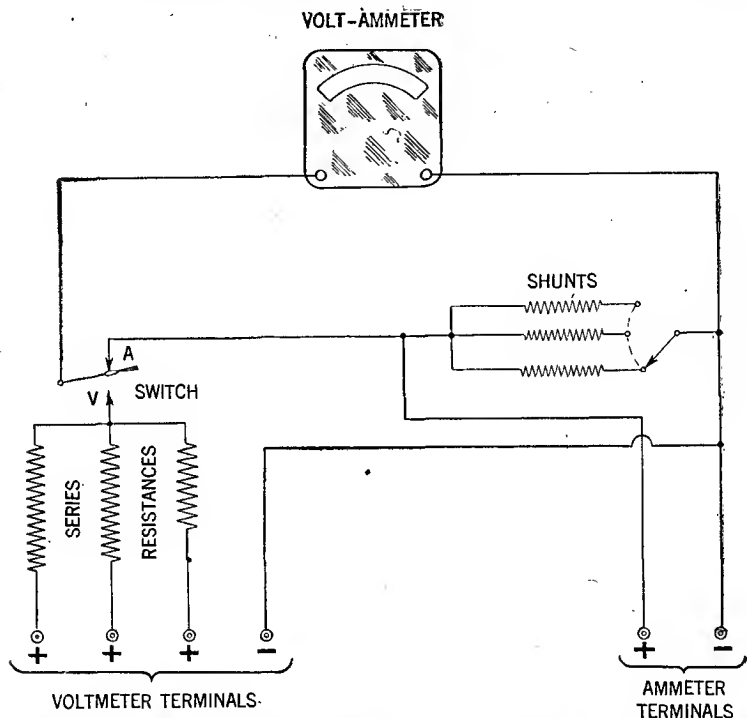 VOLT-AMMETER
SHUNTS
A
V
SWITCH
SERIES
RESISTANCES
+ + + -
+ -
VOLTMETER TERMINALS
AMMETER
TERMINALS